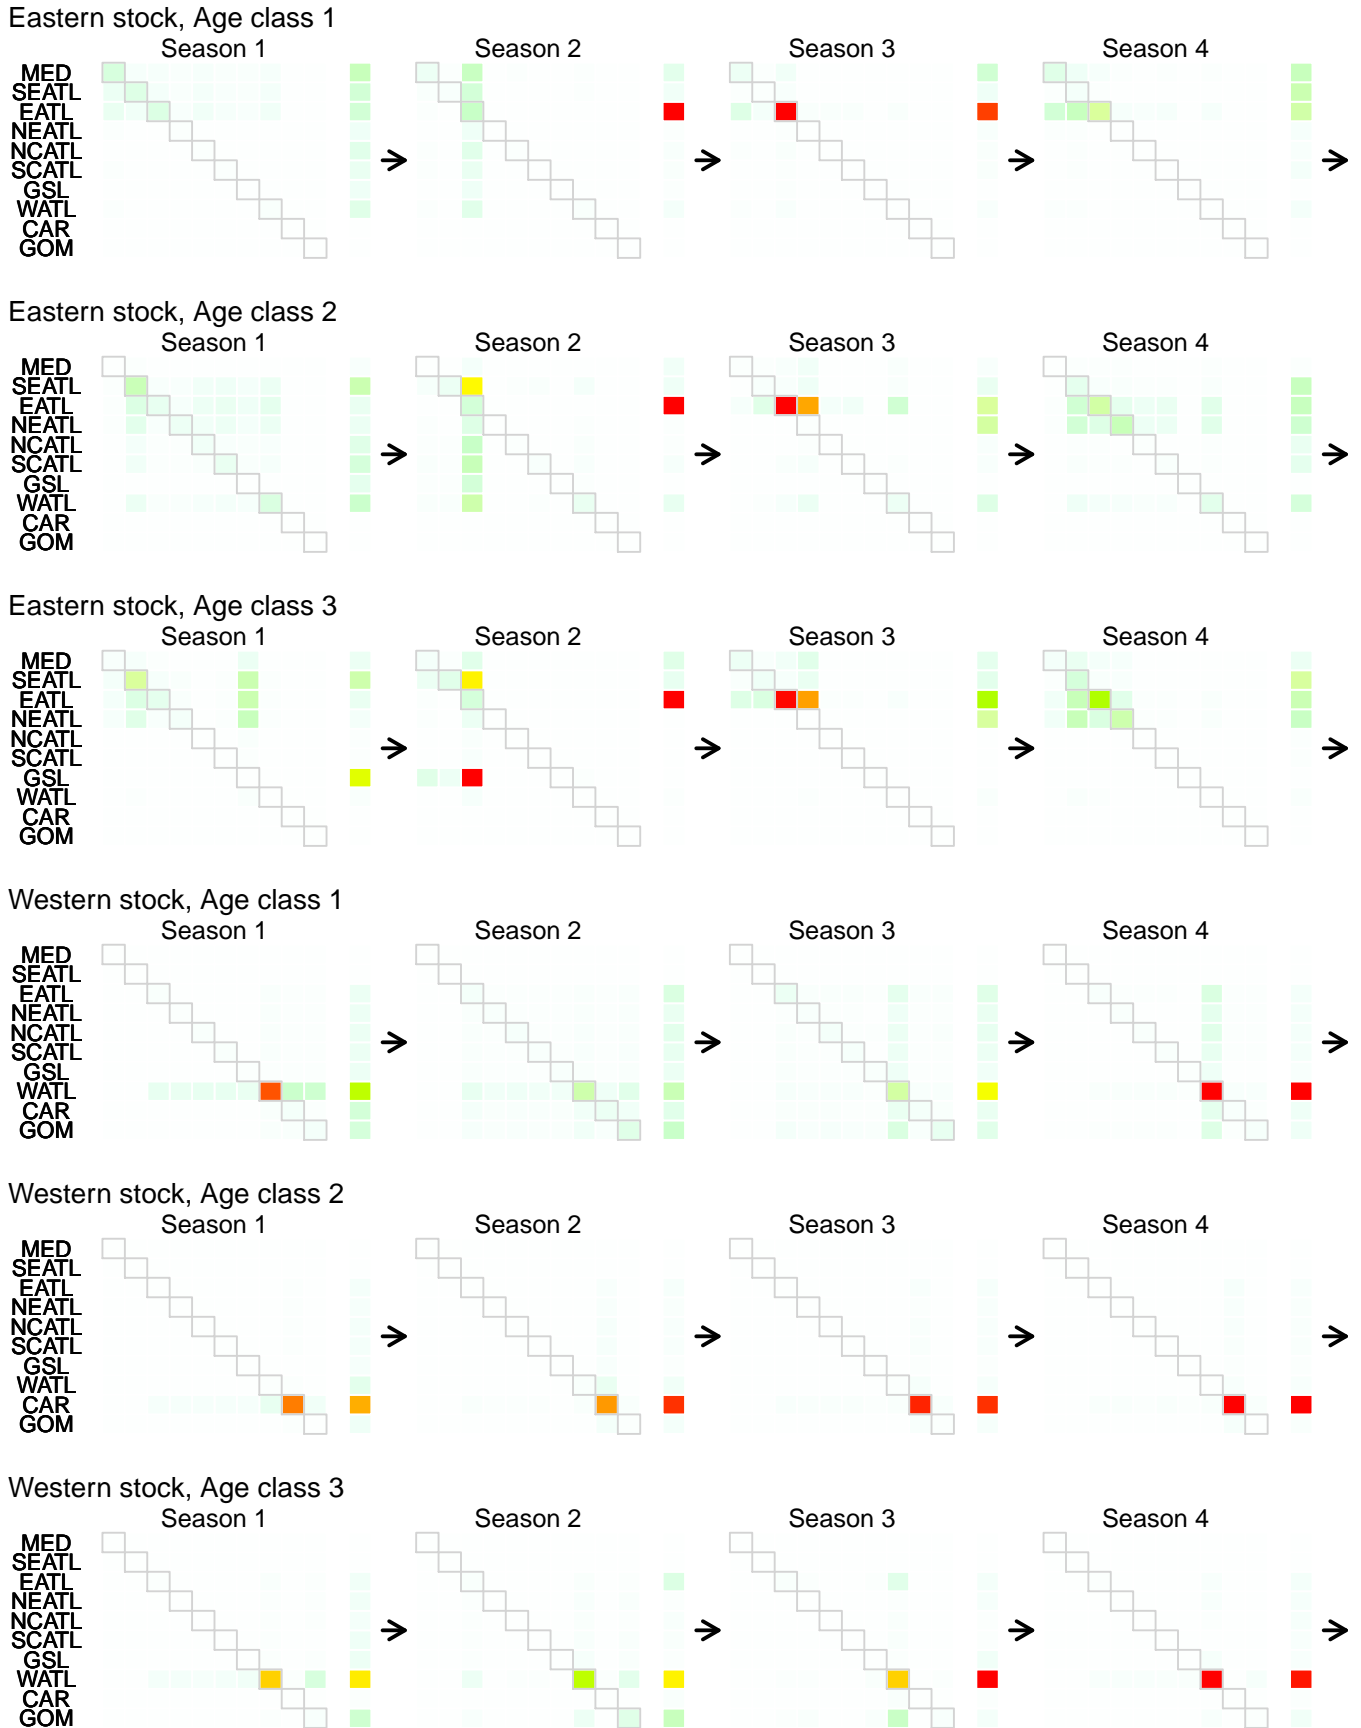 Eastern stock, Age class 1
Season 1 Season 2 Season 3 Season 4
MED
SEATL
EATL
NEATL
NCATL
SCATL
GSL
WATL
CAR
GOM
Eastern stock, Age class 2
Season 1 Season 2 Season 3 Season 4
MED
SEATL
EATL
NEATL
NCATL
SCATL
GSL
WATL
CAR
GOM
Eastern stock, Age class 3
Season 1 Season 2 Season 3 Season 4
MED
SEATL
EATL
NEATL
NCATL
SCATL
GSL
WATL
CAR
GOM
Western stock, Age class 1
Season 1 Season 2 Season 3 Season 4
MED
SEATL
EATL
NEATL
NCATL
SCATL
GSL
WATL
CAR
GOM
Western stock, Age class 2
Season 1 Season 2 Season 3 Season 4
MED
SEATL
EATL
NEATL
NCATL
SCATL
GSL
WATL
CAR
GOM
Western stock, Age class 3
Season 1 Season 2 Season 3 Season 4
MED
SEATL
EATL
NEATL
NCATL
SCATL
GSL
WATL
CAR
GOM